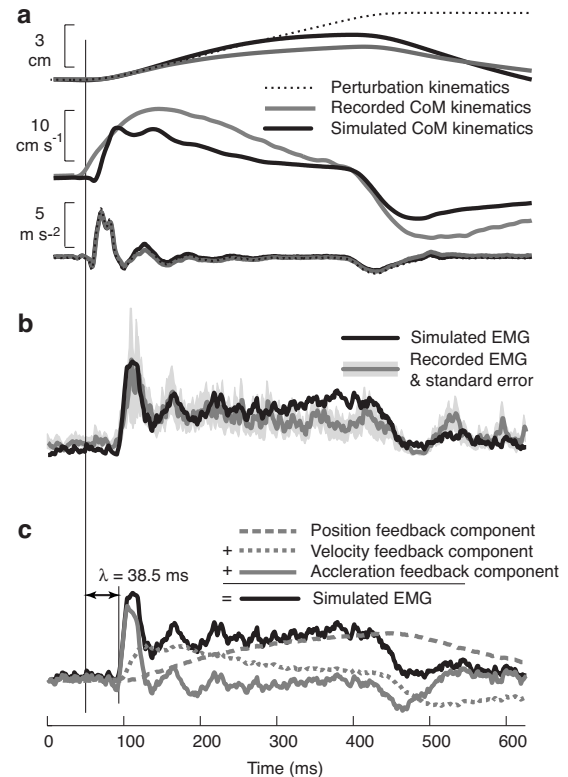 a
3
cm
Perturbation kinematics
Recorded CoM kinematics
Simulated CoM kinematics
10
cm s-1
5
m s-2
b
Simulated EMG
Recorded EMG
& standard error
c
Position feedback component
+ Velocity feedback component
+ Accleration feedback component
= Simulated EMG
λ = 38.5 ms
0 100 200 300 400 500 600
Time (ms)